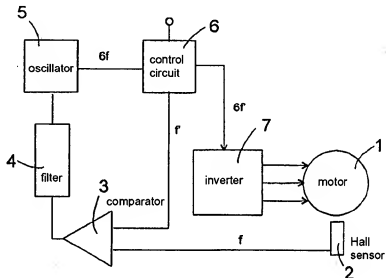 5
6
oscillator
6f
control
circuit
f'
6f'
7
1
4
filter
3
comparator
inverter
motor
f
Hall
sensor
2